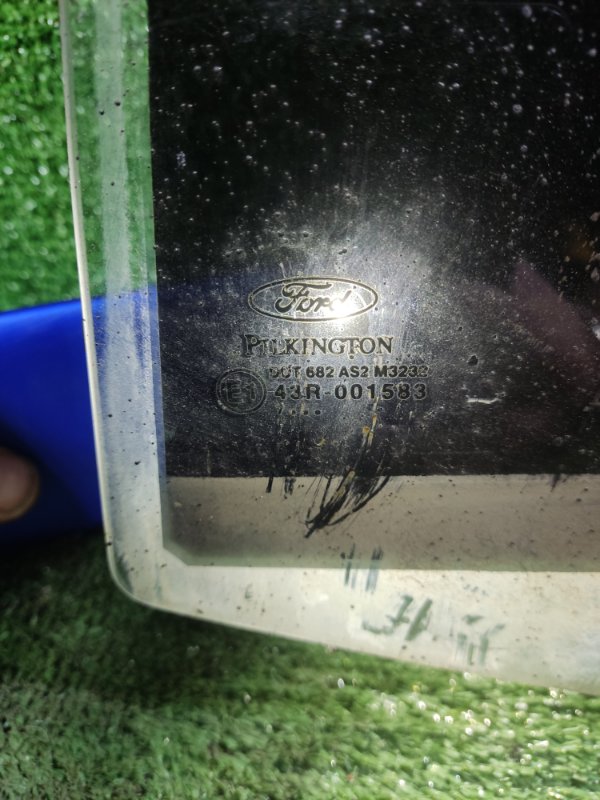 Ford
PILKINGTON
DOT 682 AS2 M3232
E1 43R-001583